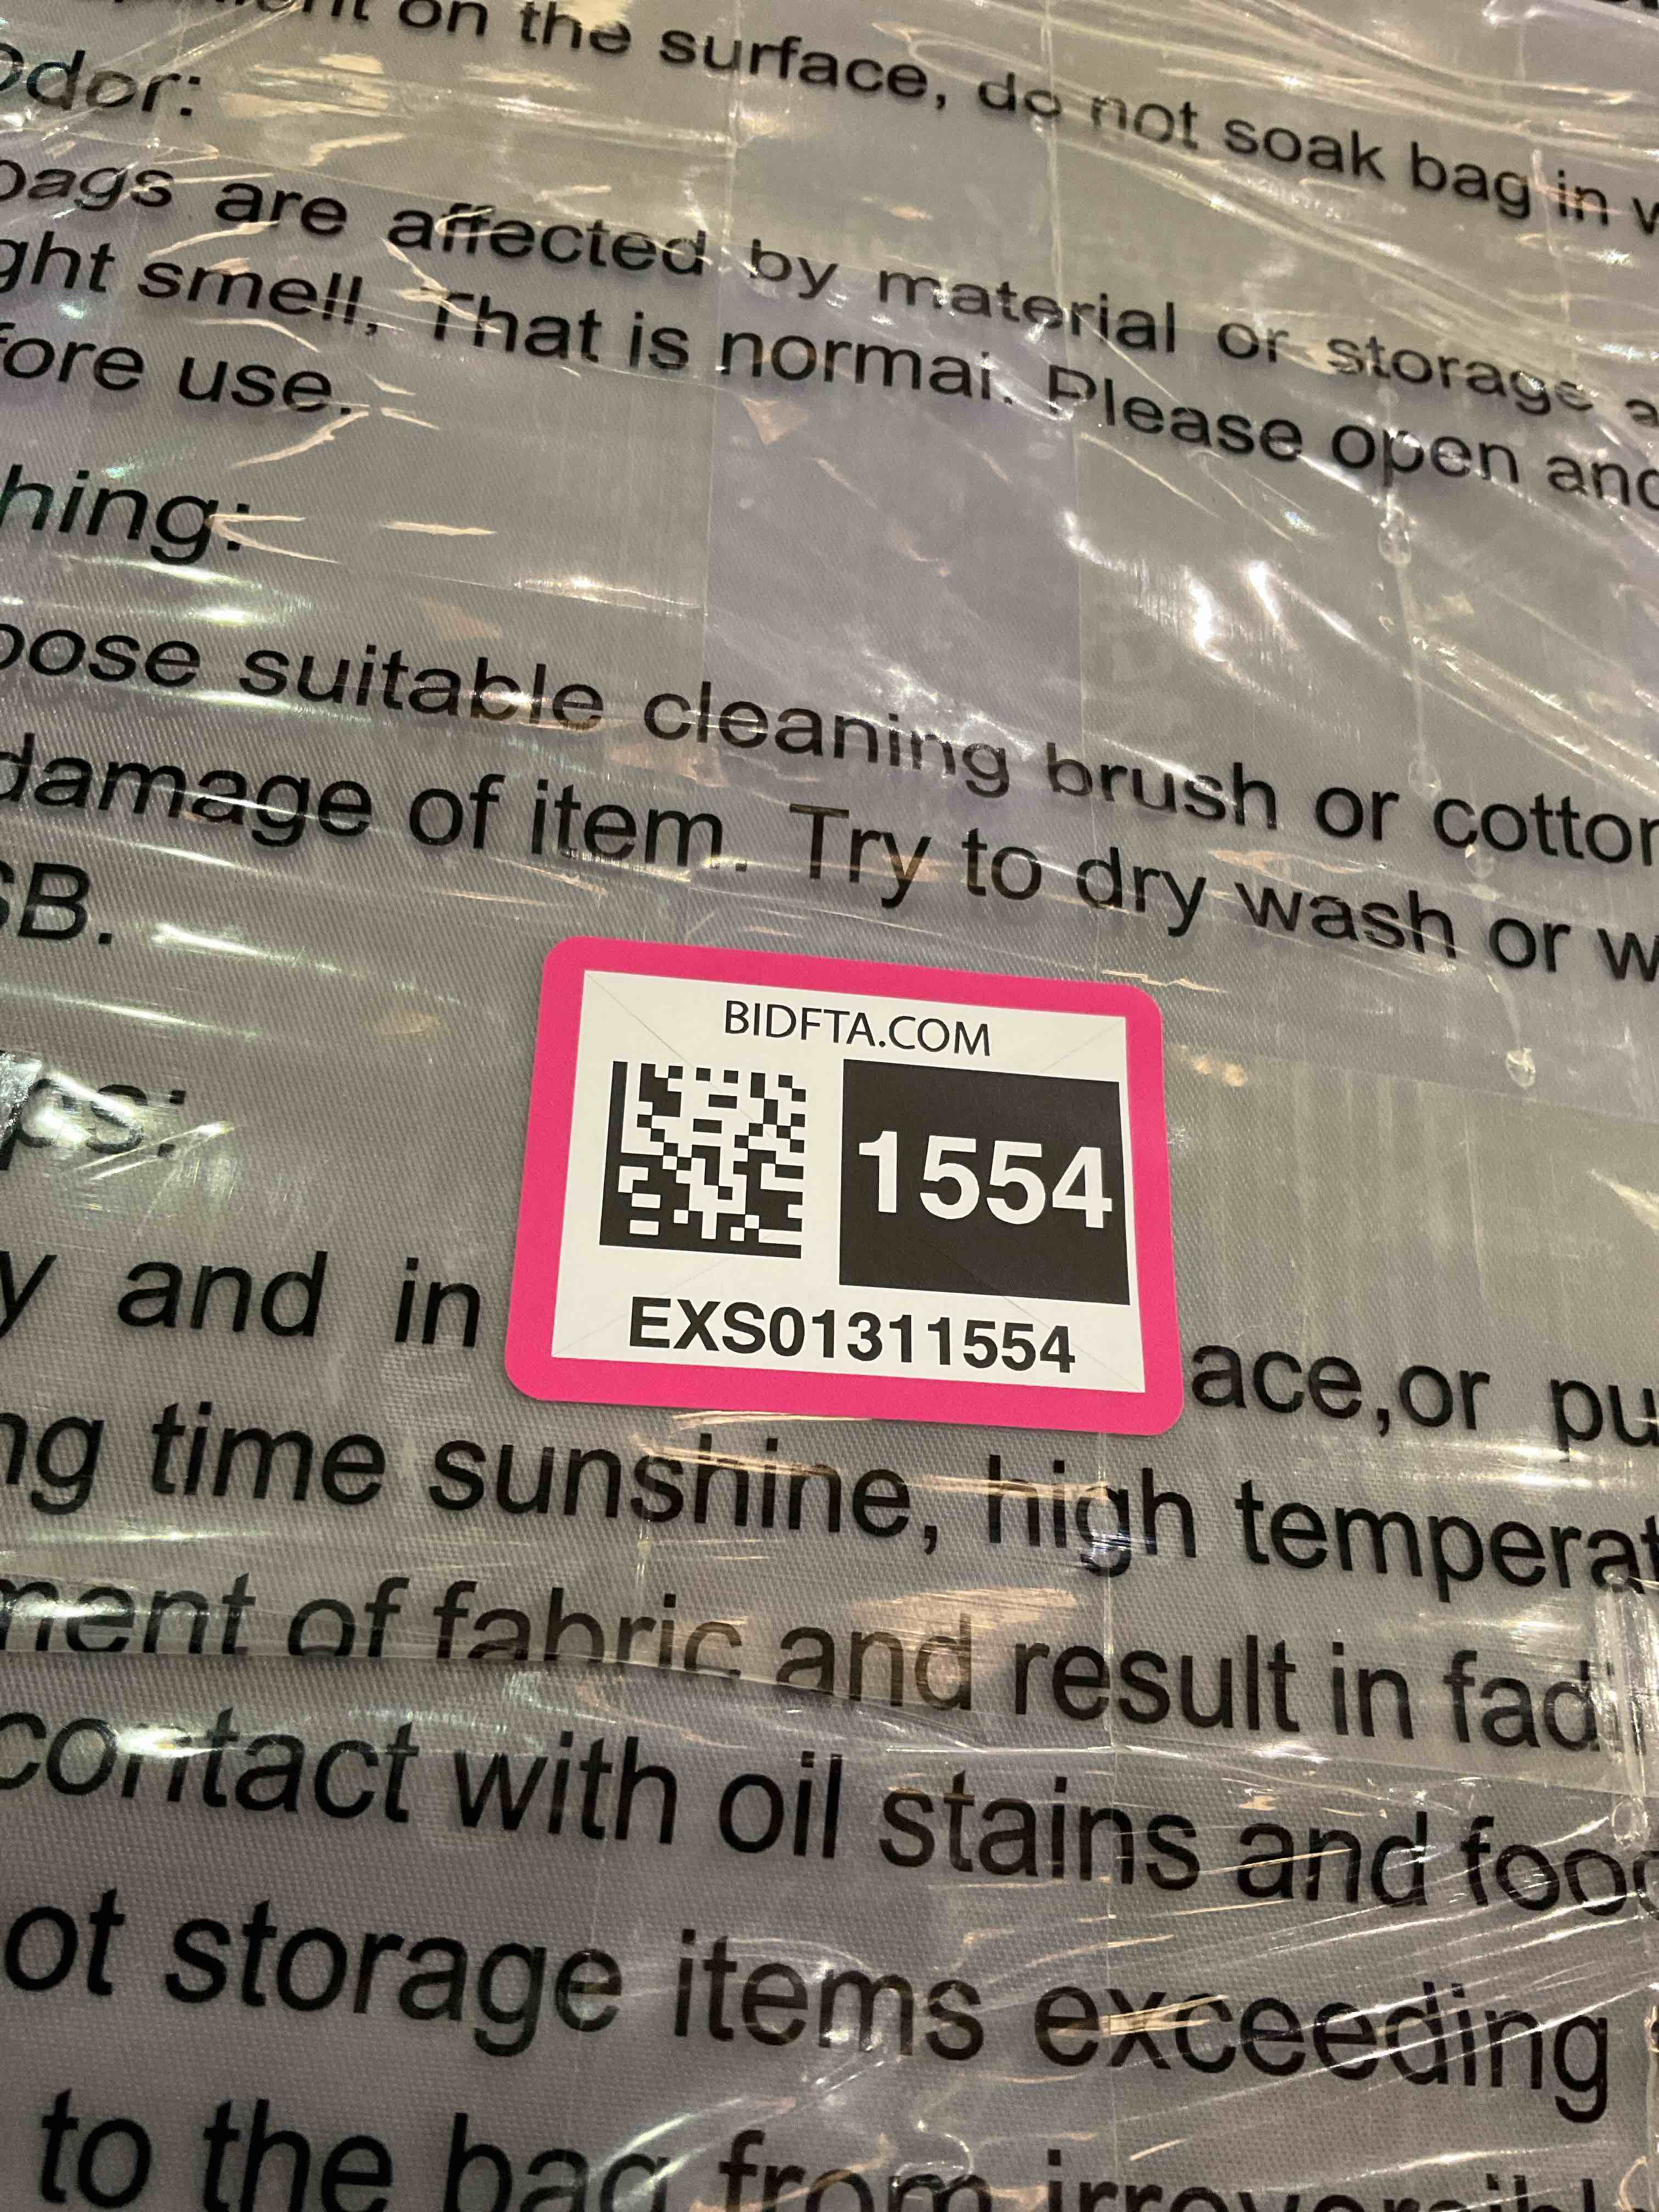 on the surface, do not soak bag in
Odor:
bags are affected by material or storage
ght smell, That is normal. Please open and
fore use.
hing:
oose suitable cleaning brush or cotton
damage of item. Try to dry wash or w
SB.
ps:
y and in
BIDFTA.COM
1554
EXS01311554
ace,or pu
ng time sunshine, high temperat
ment of fabric and result in fad
contact with oil stains and food
ot storage items exceeding
to the bag from